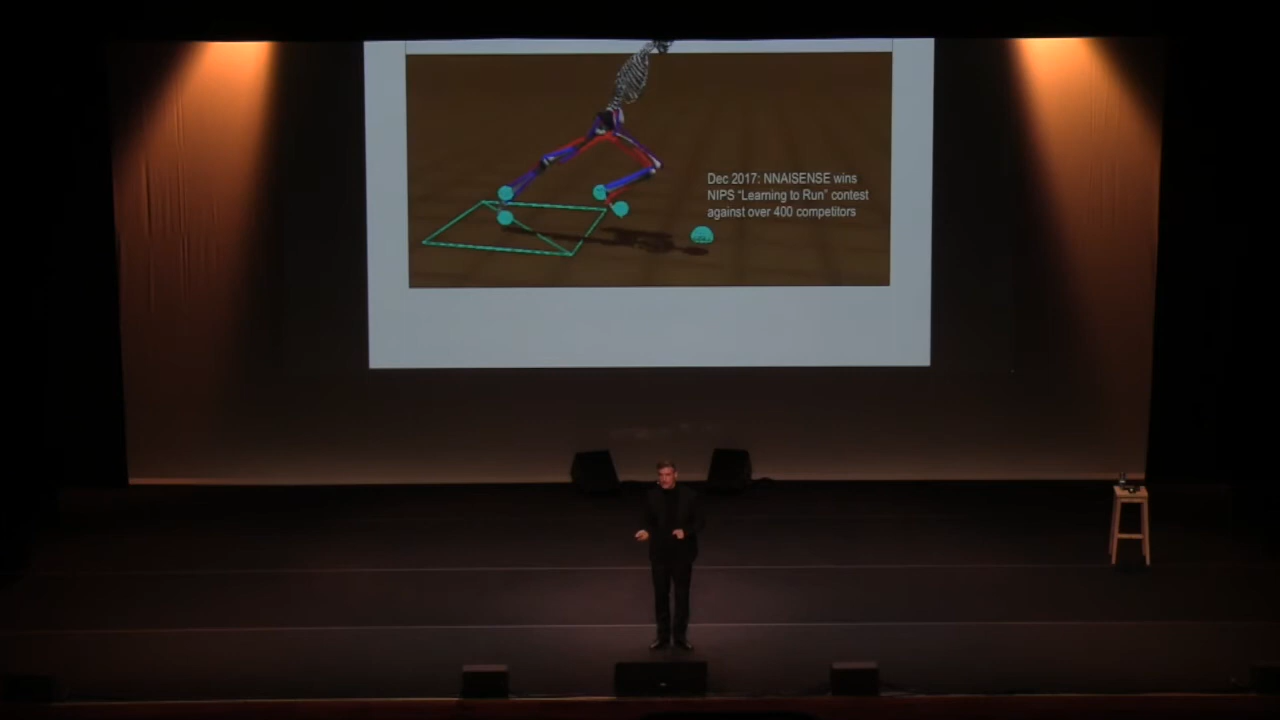 Dec 2017: NNAISENSE wins
NIPS “Learning to Run” contest
against over 400 competitors